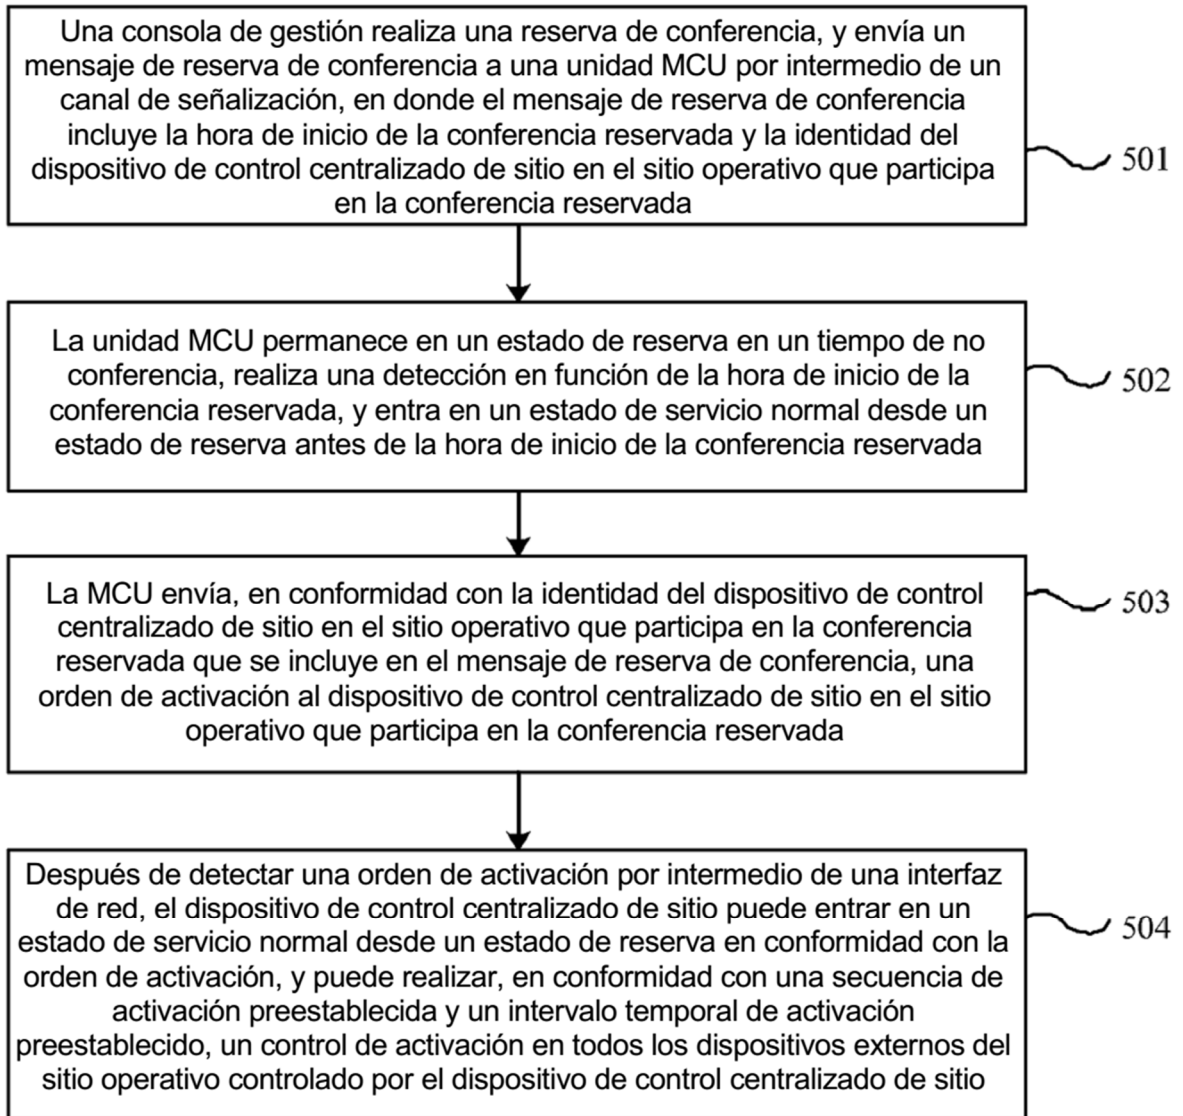 Una consola de gestión realiza una reserva de conferencia, y envía un
mensaje de reserva de conferencia a una unidad MCU por intermedio de un
canal de señalización, en donde el mensaje de reserva de conferencia
incluye la hora de inicio de la conferencia reservada y la identidad del
dispositivo de control centralizado de sitio en el sitio operativo que participa
en la conferencia reservada
501
La unidad MCU permanece en un estado de reserva en un tiempo de no
conferencia, realiza una detección en función de la hora de inicio de la
conferencia reservada, y entra en un estado de servicio normal desde un
estado de reserva antes de la hora de inicio de la conferencia reservada
502
La MCU envía, en conformidad con la identidad del dispositivo de control
centralizado de sitio en el sitio operativo que participa en la conferencia
reservada que se incluye en el mensaje de reserva de conferencia, una
orden de activación al dispositivo de control centralizado de sitio en el sitio
operativo que participa en la conferencia reservada
503
Después de detectar una orden de activación por intermedio de una interfaz
de red, el dispositivo de control centralizado de sitio puede entrar en un
estado de servicio normal desde un estado de reserva en conformidad con la
orden de activación, y puede realizar, en conformidad con una secuencia de
activación preestablecida y un intervalo temporal de activación
preestablecido, un control de activación en todos los dispositivos externos del
sitio operativo controlado por el dispositivo de control centralizado de sitio
504